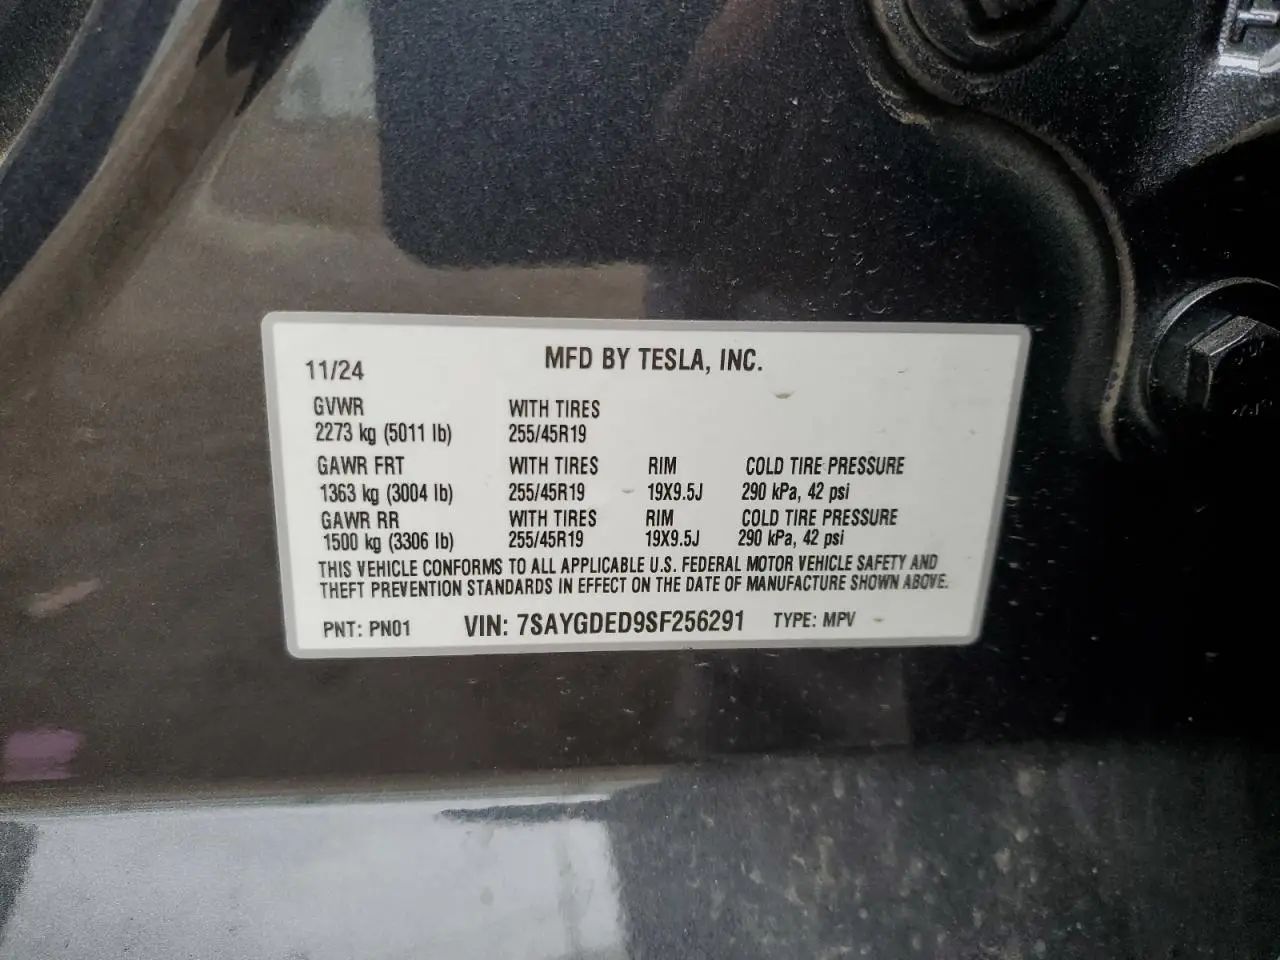 MFD BY TESLA, INC.
11/24
GVWR WITH TIRES
2273 kg (5011 lb) 255/45R19
GAWR FRT WITH TIRES RIM COLD TIRE PRESSURE
1363 kg (3004 lb) 255/45R19 19X9.5J 290 kPa, 42 psi
GAWR RR WITH TIRES RIM COLD TIRE PRESSURE
1500 kg (3306 lb) 255/45R19 19X9.5J 290 kPa, 42 psi
THIS VEHICLE CONFORMS TO ALL APPLICABLE U.S. FEDERAL MOTOR VEHICLE SAFETY AND
THEFT PREVENTION STANDARDS IN EFFECT ON THE DATE OF MANUFACTURE SHOWN ABOVE.
PNT: PN01 VIN: 7SAYGDED9SF256291 TYPE: MPV